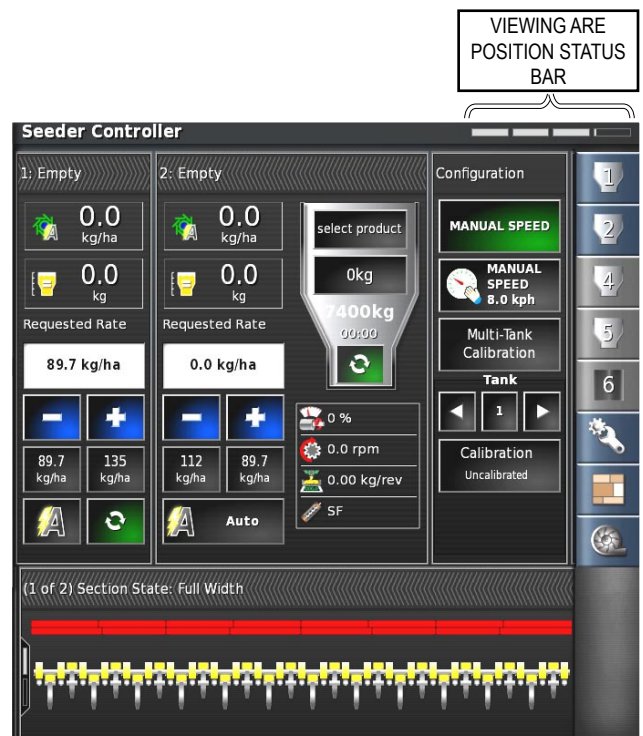 VIEWING ARE
POSITION STATUS
BAR
Seeder Controller
1: Empty
0.0
kg/ha
0.0
kg
Requested Rate
89.7 kg/ha
89.7
kg/ha
135
kg/ha
A
2: Empty
0.0
kg/ha
0.0
kg
Requested Rate
0.0 kg/ha
112
kg/ha
89.7
kg/ha
A
Auto
select product
0kg
7400kg
00:00
0 %
0.0 rpm
0.00 kg/rev
SF
Configuration
MANUAL SPEED
MANUAL
SPEED
8.0 kph
Multi-Tank
Calibration
Tank
1
Calibration
Uncalibrated
1
2
4
5
6
(1 of 2) Section State: Full Width